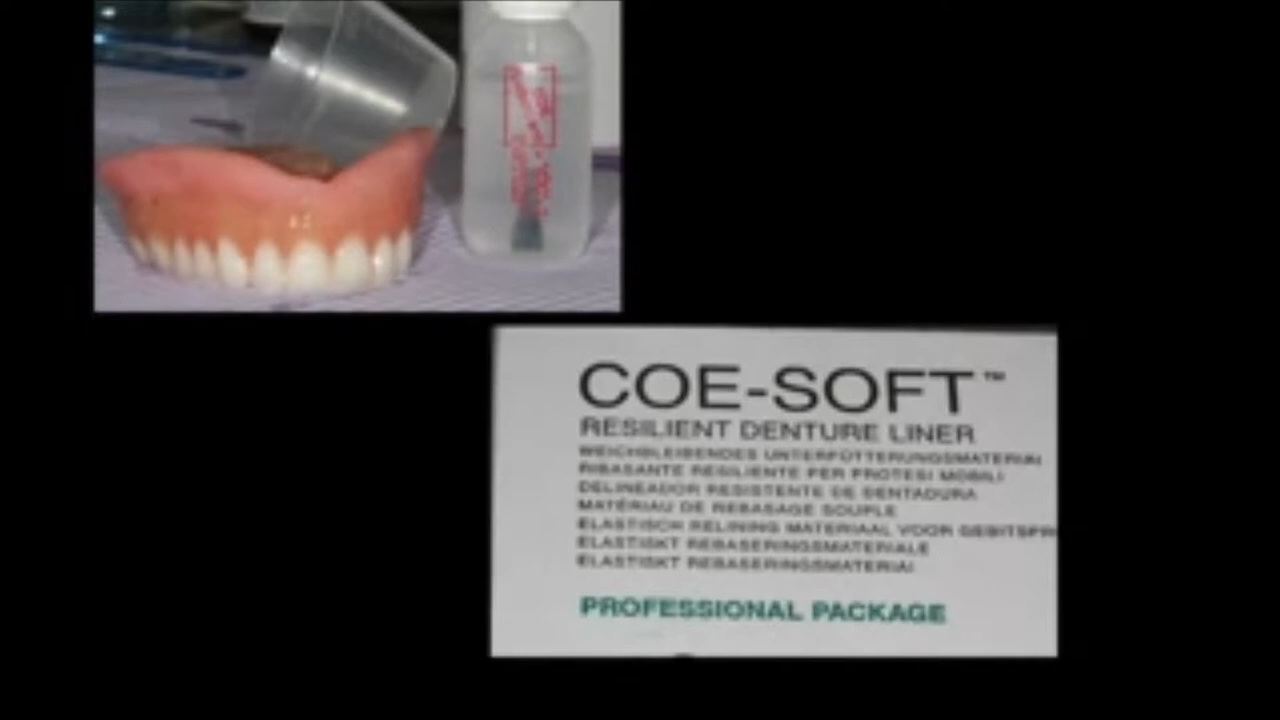 COE-SOFT™
RESILIENT DENTURE LINER
WEICHBLEIBENDES UNTERFÜTTERUNGSMATERIAL
RIBASANTE RESILIENTE PER PROTESI MOBILI
DELINEADOR RESISTENTE DE DENTADURA
MATÉRIAU DE REBASAGE SOUPLE
ELASTISCH RELINING MATERIAAL VOOR
ELASTISKT REBASERINGSMATERIALE
ELASTISKT REBASERINGSMATERIAL
PROFESSIONAL PACKAGE